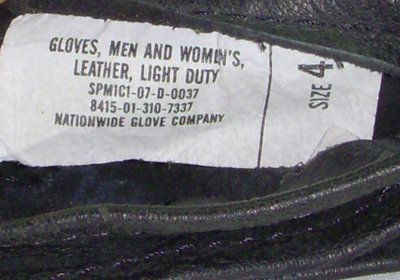 GLOVES, MEN AND WOMEN'S,
LEATHER, LIGHT DUTY
SPM1C1-07-D-0037
8415-01-310-7337
NATIONWIDE GLOVE COMPANY
SIZE 4